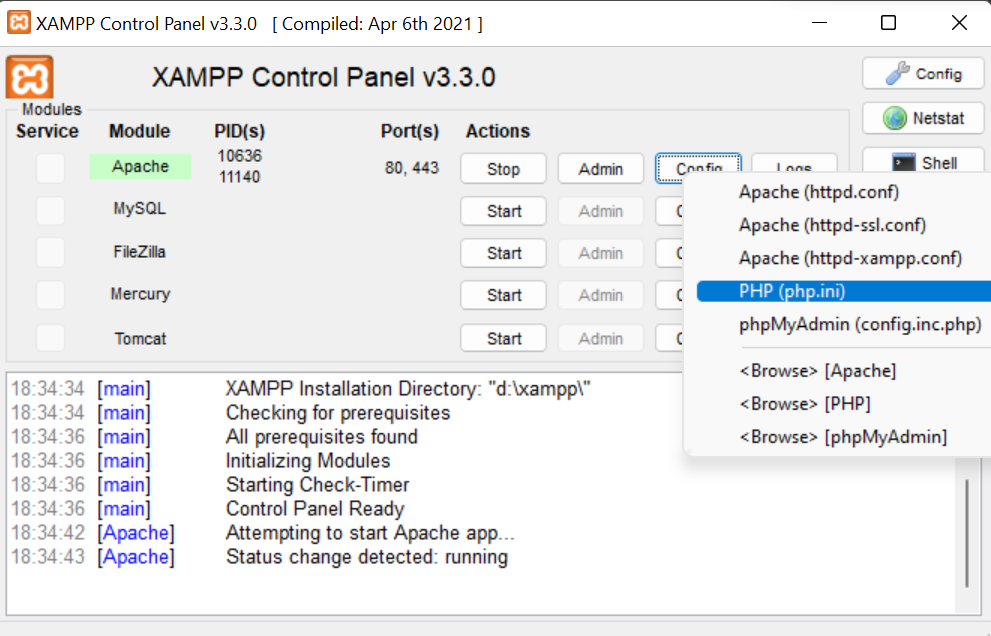 XAMPP Control Panel v3.3.0 [ Compiled: Apr 6th 2021 ]
XAMPP Control Panel v3.3.0
Config
Modules
Service Module PID(s) Port(s) Actions
Netstat
Apache 10636 11140 80, 443 Stop Admin Config Logs
Shell
MySQL Start Admin
FileZilla Start Admin
Mercury Start Admin
Tomcat Start Admin
Apache (httpd.conf)
Apache (httpd-ssl.conf)
Apache (httpd-xampp.conf)
PHP (php.ini)
phpMyAdmin (config.inc.php)
<Browse> [Apache]
<Browse> [PHP]
<Browse> [phpMyAdmin]
18:34:34 [main] XAMPP Installation Directory: "d:\xampp\"
18:34:34 [main] Checking for prerequisites
18:34:36 [main] All prerequisites found
18:34:36 [main] Initializing Modules
18:34:36 [main] Starting Check-Timer
18:34:36 [main] Control Panel Ready
18:34:42 [Apache] Attempting to start Apache app...
18:34:43 [Apache] Status change detected: running